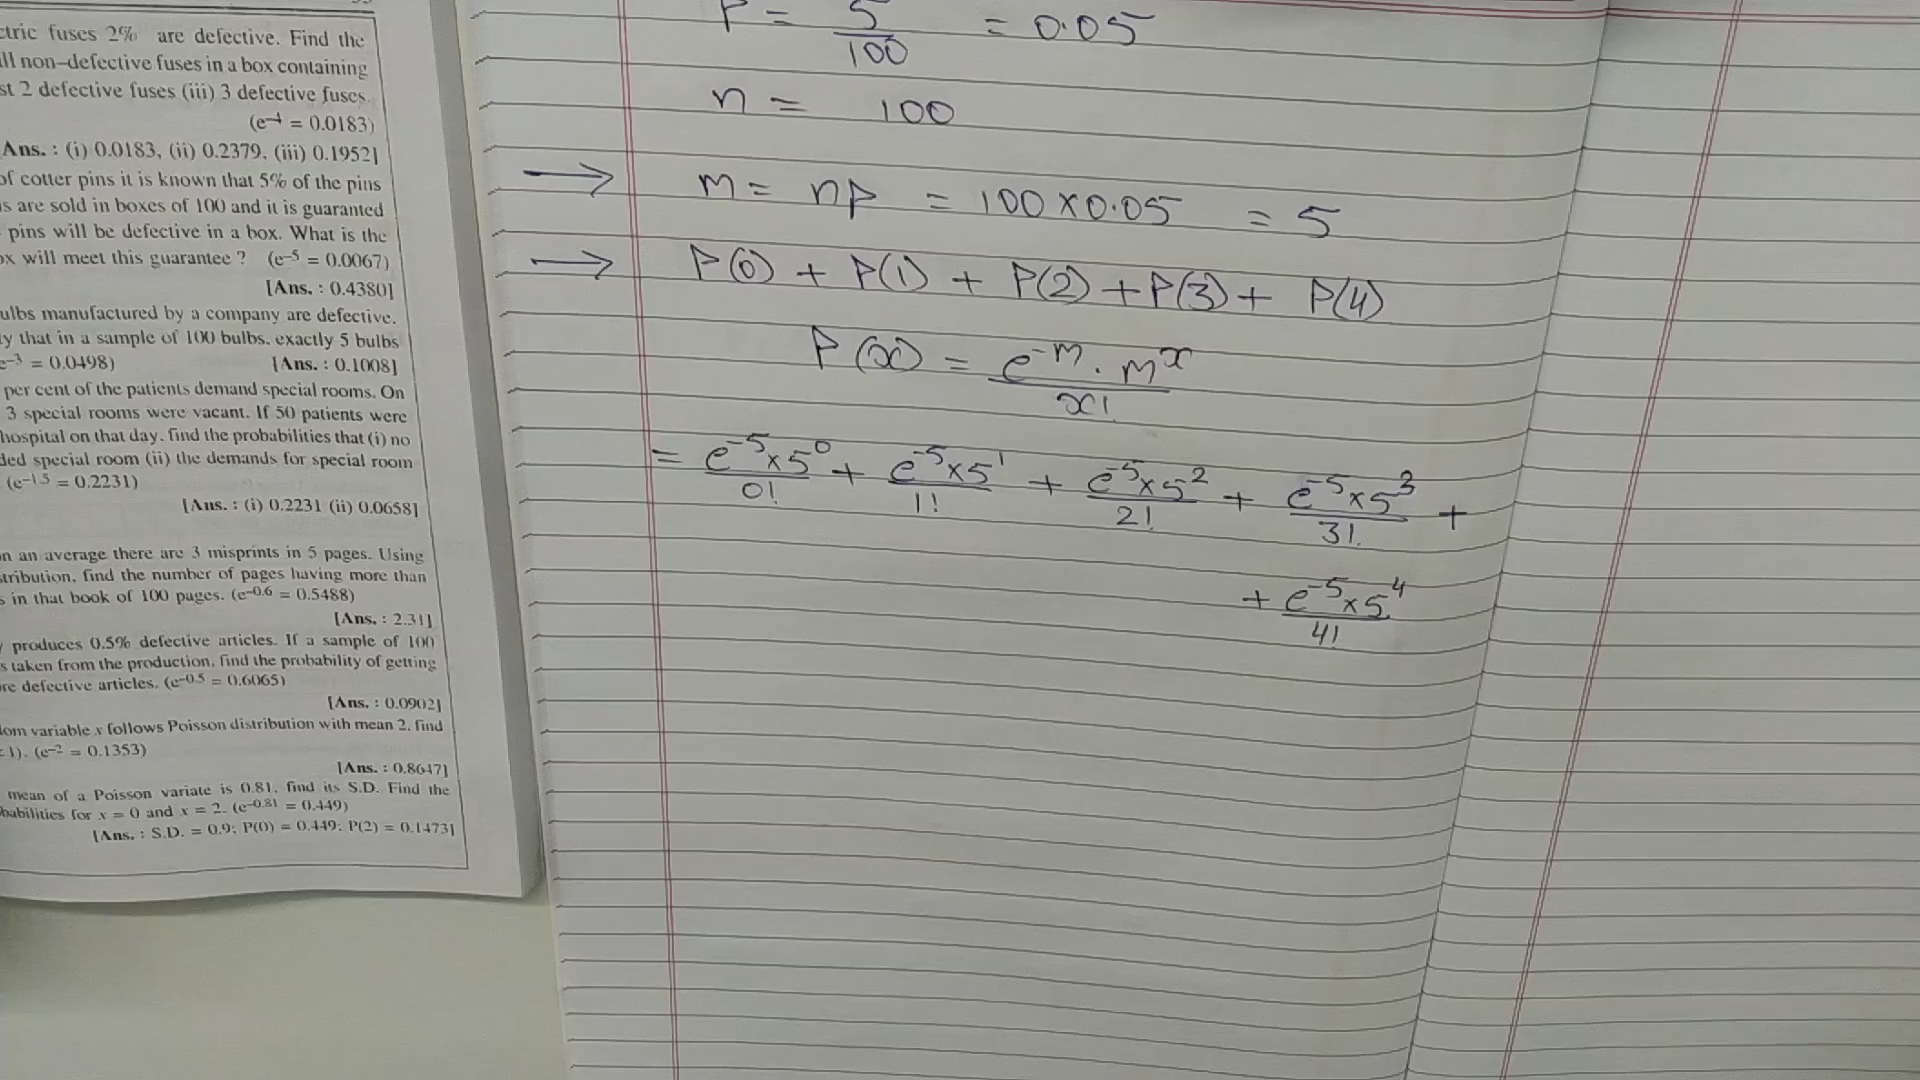 ctric fuses 2% are defective. Find the
ll non-defective fuses in a box containing
st 2 defective fuses (iii) 3 defective fuses.
(e⁻⁴ = 0.0183)
Ans. : (i) 0.0183, (ii) 0.2379, (iii) 0.1952]
of cotter pins it is known that 5% of the pins
s are sold in boxes of 100 and it is guaranted
pins will be defective in a box. What is the
ox will meet this guarantee ? (e⁻⁵ = 0.0067)
[Ans. : 0.4380]
ulbs manufactured by a company are defective.
y that in a sample of 100 bulbs, exactly 5 bulbs
e⁻³ = 0.0498) [Ans. : 0.1008]
per cent of the patients demand special rooms. On
3 special rooms were vacant. If 50 patients were
hospital on that day, find the probabilities that (i) no
ded special room (ii) the demands for special room
(e⁻¹·⁵ = 0.2231)
[Ans. : (i) 0.2231 (ii) 0.0658]
n an average there are 3 misprints in 5 pages. Using
stribution, find the number of pages having more than
s in that book of 100 pages. (e⁻⁰·⁶ = 0.5488)
[Ans. : 2.31]
y produces 0.5% defective articles. If a sample of 100
s taken from the production, find the probability of getting
re defective articles. (e⁻⁰·⁵ = 0.6065)
[Ans. : 0.0902]
lom variable x follows Poisson distribution with mean 2, find
1). (e⁻² = 0.1353)
[Ans. : 0.8647]
mean of a Poisson variate is 0.81, find its S.D. Find the
babilities for x = 0 and x = 2. (e⁻⁰·⁸¹ = 0.449)
[Ans. : S.D. = 0.9; P(0) = 0.449; P(2) = 0.1473]
P = 5/100 = 0.05
n = 100
→ m = np = 100 × 0.05 = 5
→ P(0) + P(1) + P(2) + P(3) + P(4)
P(x) = e⁻ᵐ · mˣ / x!
= e⁻⁵×5⁰/0! + e⁻⁵×5¹/1! + e⁻⁵×5²/2! + e⁻⁵×5³/3! +
+ e⁻⁵×5⁴/4!